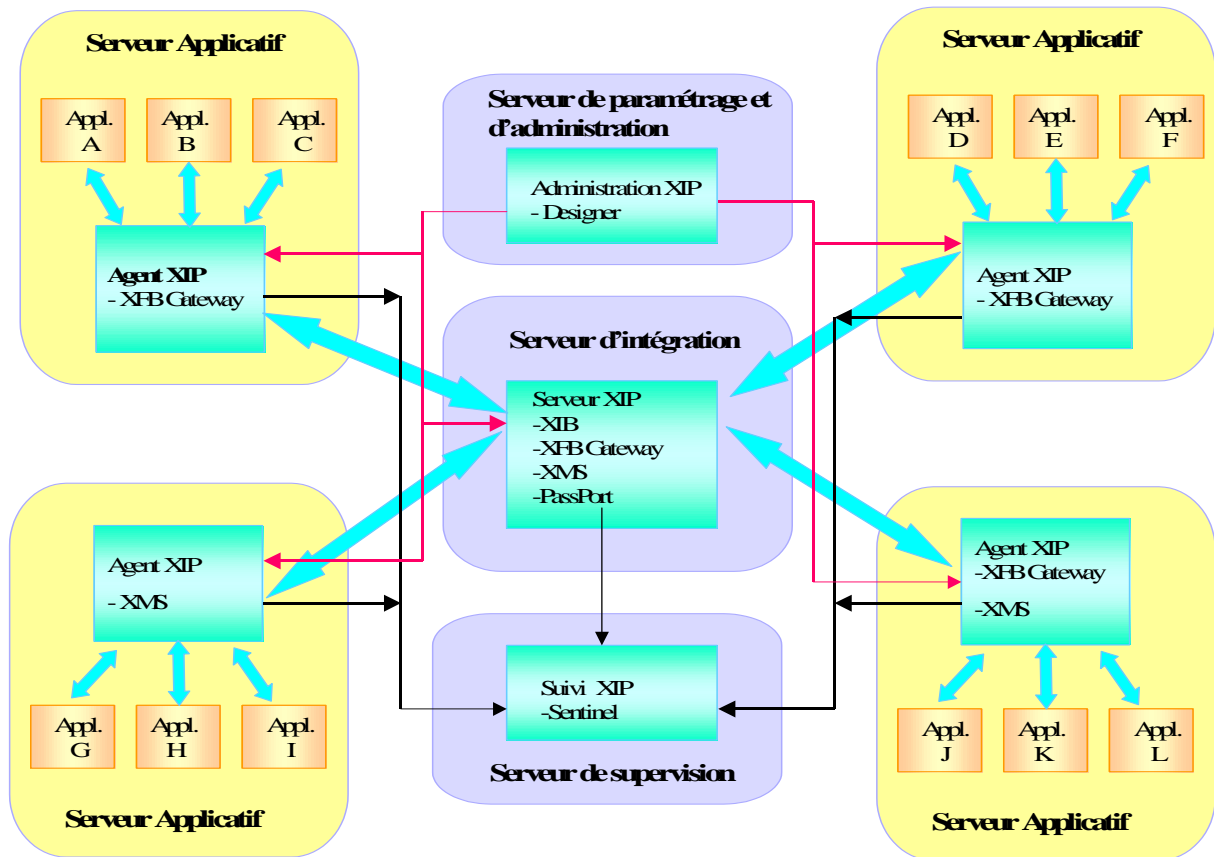 Serveur Applicatif
Appl.
A
Appl.
B
Appl.
C
Agent XIP
- XFB Gateway
Serveur de paramétrage et
d'administration
Administration XIP
- Designer
Serveur Applicatif
Appl.
D
Appl.
E
Appl.
F
Agent XIP
- XFB Gateway
Serveur d'intégration
Serveur XIP
-XIB
-XFB Gateway
-XMS
-PassPort
Agent XIP
- XMS
Appl.
G
Appl.
H
Appl.
I
Serveur Applicatif
Suivi XIP
-Sentinel
Serveur de supervision
Agent XIP
-XFB Gateway
-XMS
Appl.
J
Appl.
K
Appl.
L
Serveur Applicatif